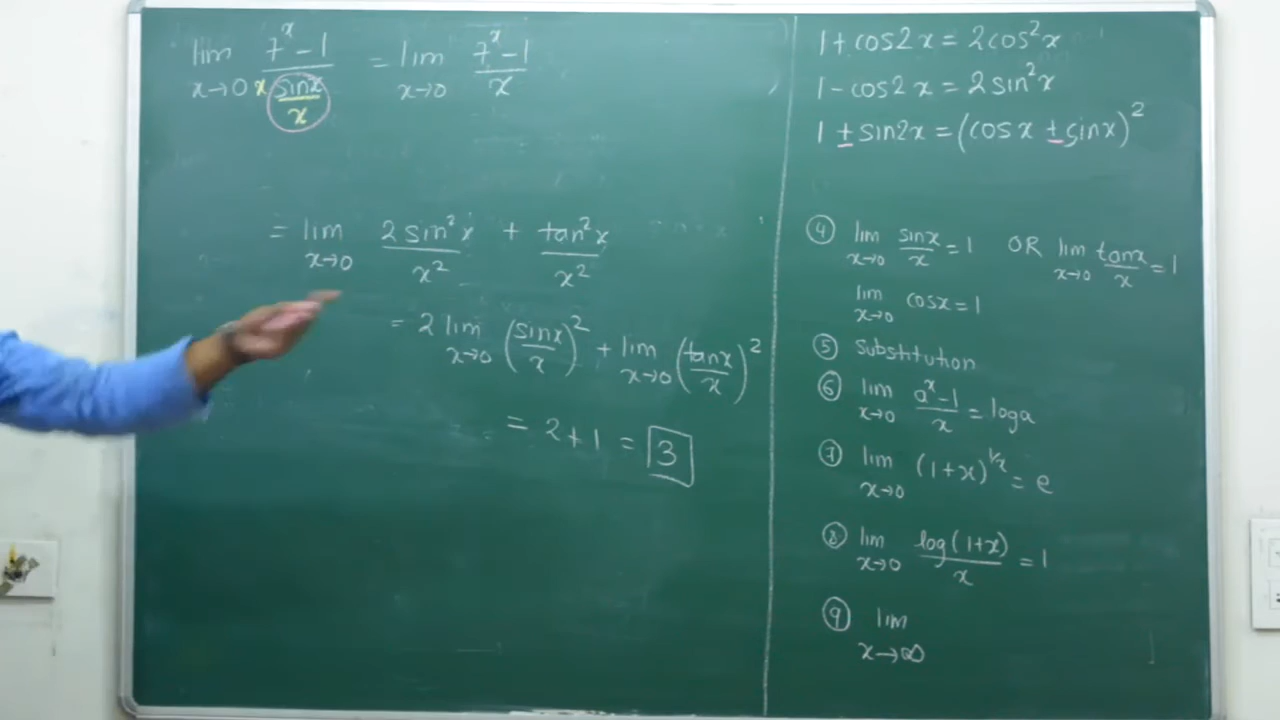 lim 7^x - 1 / x sinx/x = lim 7^x - 1 / x
x→0 x→0
= lim 2sin²x / x² + tan²x / x²
x→0
= 2 lim (sinx/x)² + lim (tanx/x)²
x→0 x→0
= 2 + 1 = 3
1 + cos2x = 2cos²x
1 - cos2x = 2sin²x
1 ± sin2x = (cosx ± sinx)²
④ lim sinx/x = 1 OR lim tanx/x = 1
x→0 x→0
lim cosx = 1
x→0
⑤ Substitution
⑥ lim a^x - 1 / x = loga
x→0
⑦ lim (1+x)^1/x = e
x→0
⑧ lim log(1+x) / x = 1
x→0
⑨ lim
x→∞